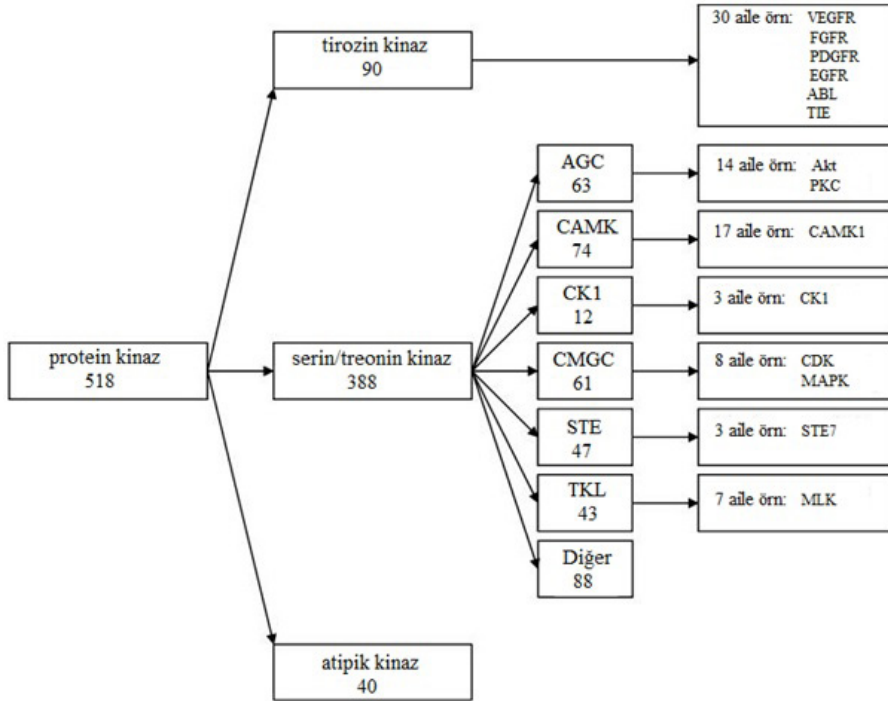 tirozin kinaz
90
30 aile örn: VEGFR
FGFR
PDGFR
EGFR
ABL
TIE
AGC
63
14 aile örn: Akt
PKC
CAMK
74
17 aile örn: CAMK1
CK1
12
3 aile örn: CK1
protein kinaz
518
serin/treonin kinaz
388
CMGC
61
8 aile örn: CDK
MAPK
STE
47
3 aile örn: STE7
TKL
43
7 aile örn: MLK
Diğer
88
atipik kinaz
40